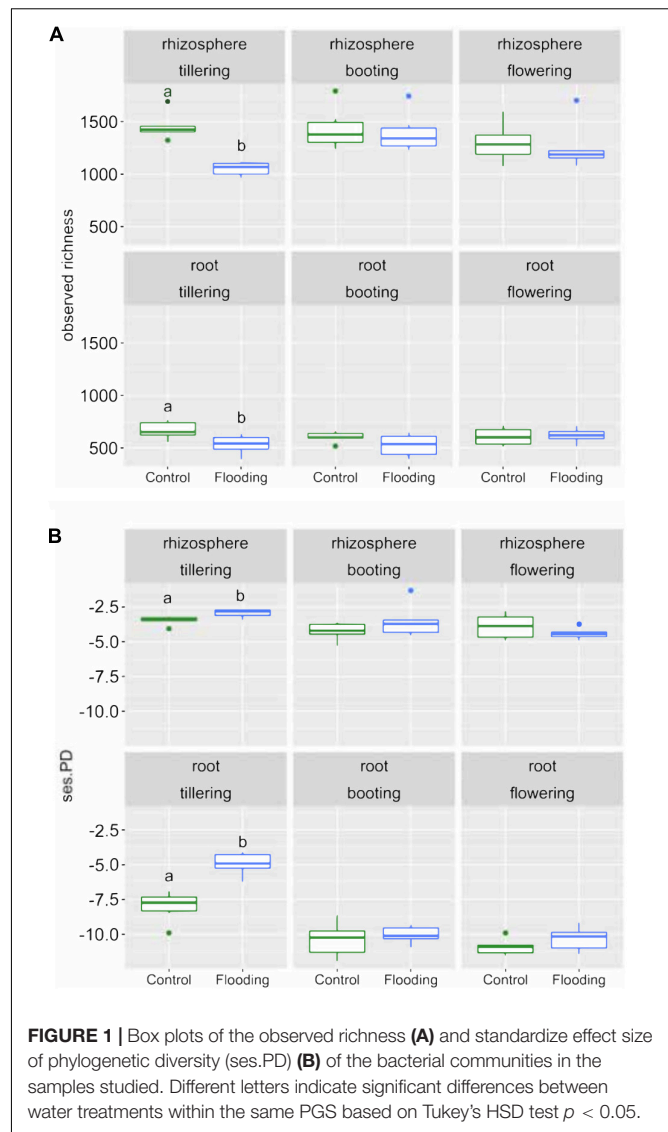 A
rhizosphere rhizosphere rhizosphere
tillering booting flowering
a
b
1500
1000
500
observed richness
root root root
tillering booting flowering
1500
1000
500
a
b
Control Flooding Control Flooding Control Flooding
B
rhizosphere rhizosphere rhizosphere
tillering booting flowering
a b
-2.5
-5.0
-7.5
-10.0
ses.PD
root root root
tillering booting flowering
-2.5
-5.0
-7.5
-10.0
a
b
Control Flooding Control Flooding Control Flooding
FIGURE 1 | Box plots of the observed richness (A) and standardize effect size
of phylogenetic diversity (ses.PD) (B) of the bacterial communities in the
samples studied. Different letters indicate significant differences between
water treatments within the same PGS based on Tukey's HSD test p < 0.05.